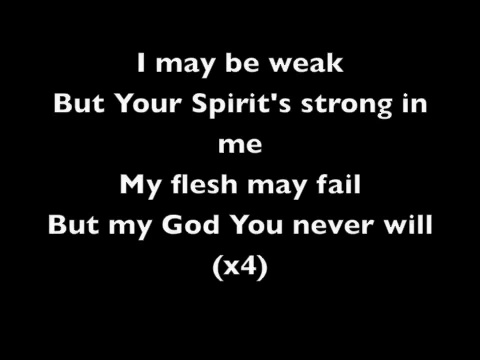 I may be weak
But Your Spirit's strong in
me
My flesh may fail
But my God You never will
(x4)